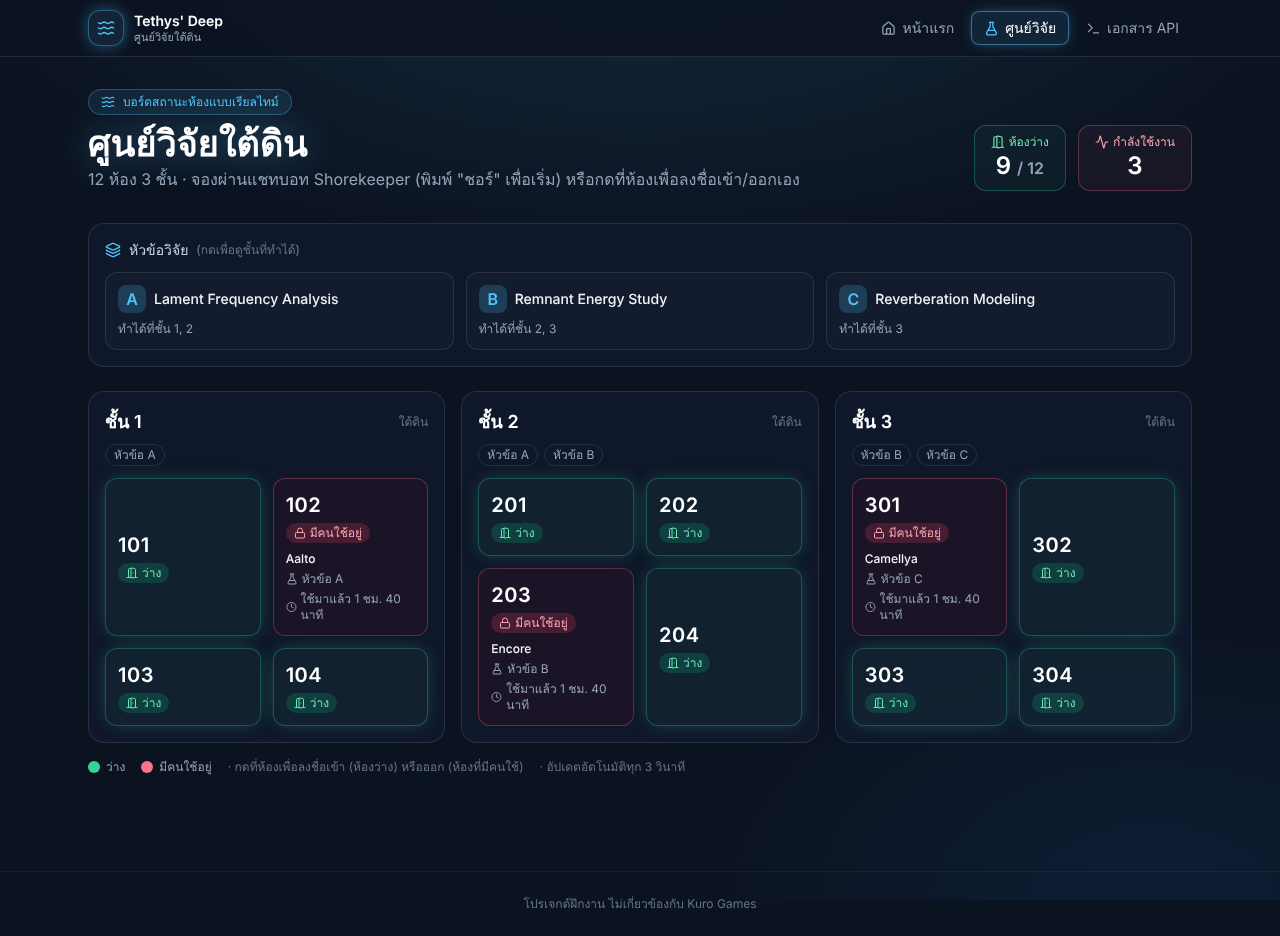 Tethys' Deep
ศูนย์วิจัยใต้ดิน
หน้าแรก
ศูนย์วิจัย
เอกสาร API
บอร์ดสถานะห้องแบบเรียลไทม์
ศูนย์วิจัยใต้ดิน
12 ห้อง 3 ชั้น · จองผ่านแชทบอท Shorekeeper (พิมพ์ "ชอร์" เพื่อเริ่ม) หรือกดที่ห้องเพื่อลงชื่อเข้า/ออกเอง
ห้องว่าง
9 / 12
กำลังใช้งาน
3
หัวข้อวิจัย (กดเพื่อดูชั้นที่ทำได้)
A Lament Frequency Analysis
ทำได้ที่ชั้น 1, 2
B Remnant Energy Study
ทำได้ที่ชั้น 2, 3
C Reverberation Modeling
ทำได้ที่ชั้น 3
ชั้น 1
ใต้ดิน
หัวข้อ A
101
ว่าง
102
มีคนใช้อยู่
Aalto
หัวข้อ A
ใช้มาแล้ว 1 ชม. 40
นาที
103
ว่าง
104
ว่าง
ชั้น 2
ใต้ดิน
หัวข้อ A
หัวข้อ B
201
ว่าง
202
ว่าง
203
มีคนใช้อยู่
Encore
หัวข้อ B
ใช้มาแล้ว 1 ชม. 40
นาที
204
ว่าง
ชั้น 3
ใต้ดิน
หัวข้อ B
หัวข้อ C
301
มีคนใช้อยู่
Camellya
หัวข้อ C
ใช้มาแล้ว 1 ชม. 40
นาที
302
ว่าง
303
ว่าง
304
ว่าง
ว่าง
มีคนใช้อยู่
· กดที่ห้องเพื่อลงชื่อเข้า (ห้องว่าง) หรือออก (ห้องที่มีคนใช้)
· อัปเดตอัตโนมัติทุก 3 วินาที
โปรเจกต์ฝึกงาน ไม่เกี่ยวข้องกับ Kuro Games